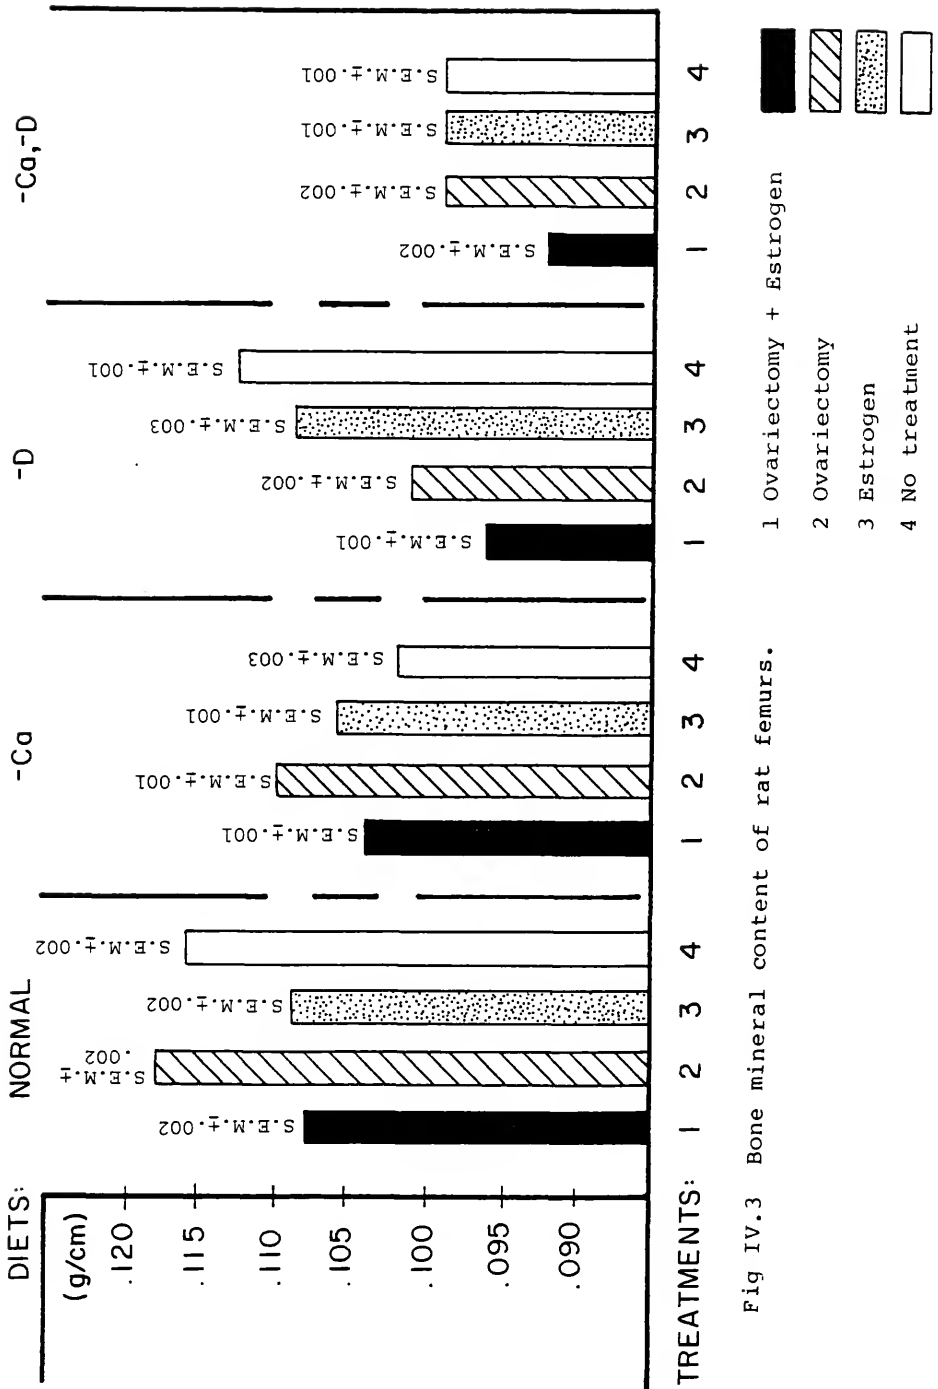 DIETS: NORMAL -Ca -D -Ca,-D
(g/cm)
.120
.115
.110
.105
.100
.095
.090
S.E.M.±.002
S.E.M.±
.002
S.E.M.±.002
S.E.M.±.002
S.E.M.±.001
S.E.M.±.001
S.E.M.±.001
S.E.M.±.003
S.E.M.±.001
S.E.M.±.002
S.E.M.±.003
S.E.M.±.001
S.E.M.±.002
S.E.M.±.002
S.E.M.±.001
S.E.M.±.001
TREATMENTS: 1 2 3 4 1 2 3 4 1 2 3 4 1 2 3 4
Fig IV.3 Bone mineral content of rat femurs.
1 Ovariectomy + Estrogen
2 Ovariectomy
3 Estrogen
4 No treatment